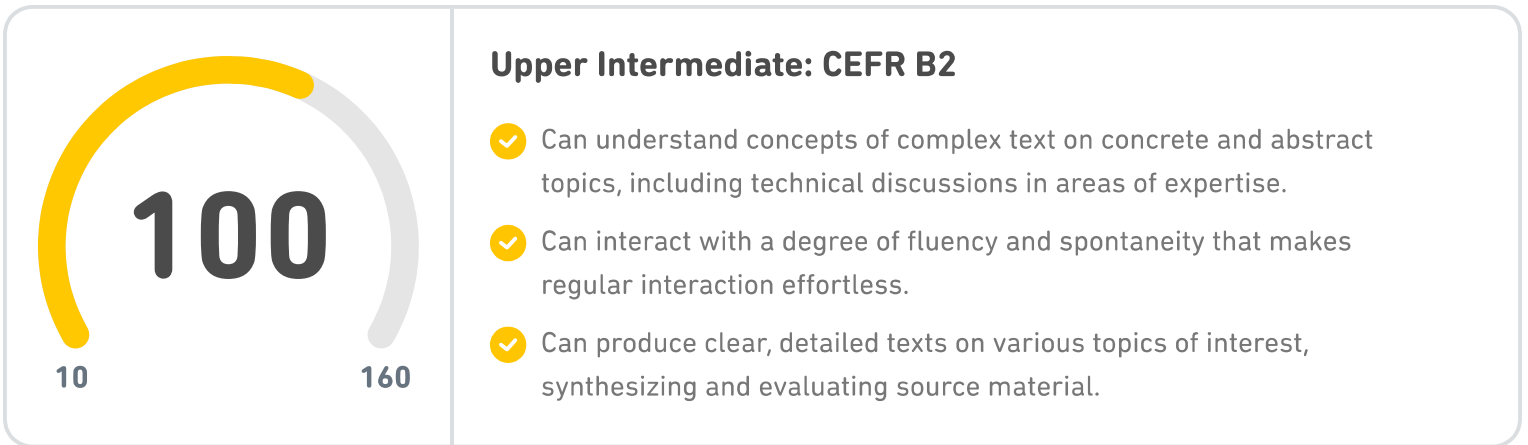 100
10
160
Upper Intermediate: CEFR B2
Can understand concepts of complex text on concrete and abstract
topics, including technical discussions in areas of expertise.
Can interact with a degree of fluency and spontaneity that makes
regular interaction effortless.
Can produce clear, detailed texts on various topics of interest,
synthesizing and evaluating source material.